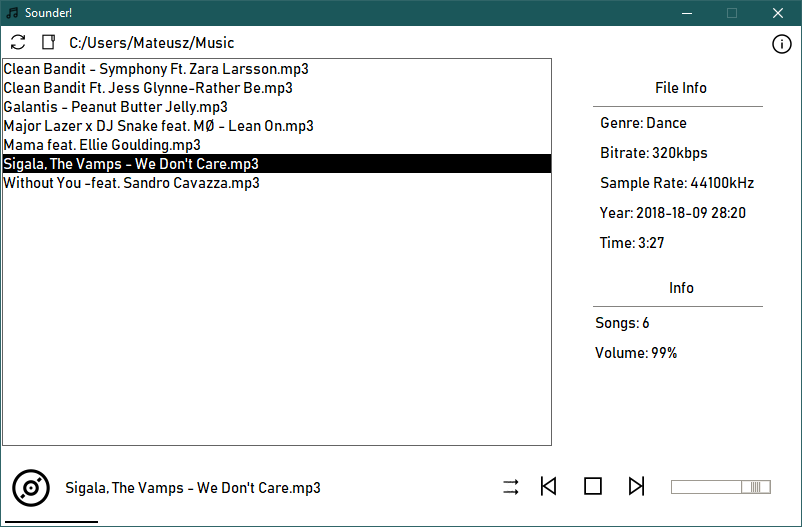 Sounder!
C:/Users/Mateusz/Music
Clean Bandit - Symphony Ft. Zara Larsson.mp3
Clean Bandit Ft. Jess Glynne-Rather Be.mp3
Galantis - Peanut Butter Jelly.mp3
Major Lazer x DJ Snake feat. MØ - Lean On.mp3
Mama feat. Ellie Goulding.mp3
Sigala, The Vamps - We Don't Care.mp3
Without You -feat. Sandro Cavazza.mp3
File Info
Genre: Dance
Bitrate: 320kbps
Sample Rate: 44100kHz
Year: 2018-18-09 28:20
Time: 3:27
Info
Songs: 6
Volume: 99%
Sigala, The Vamps - We Don't Care.mp3